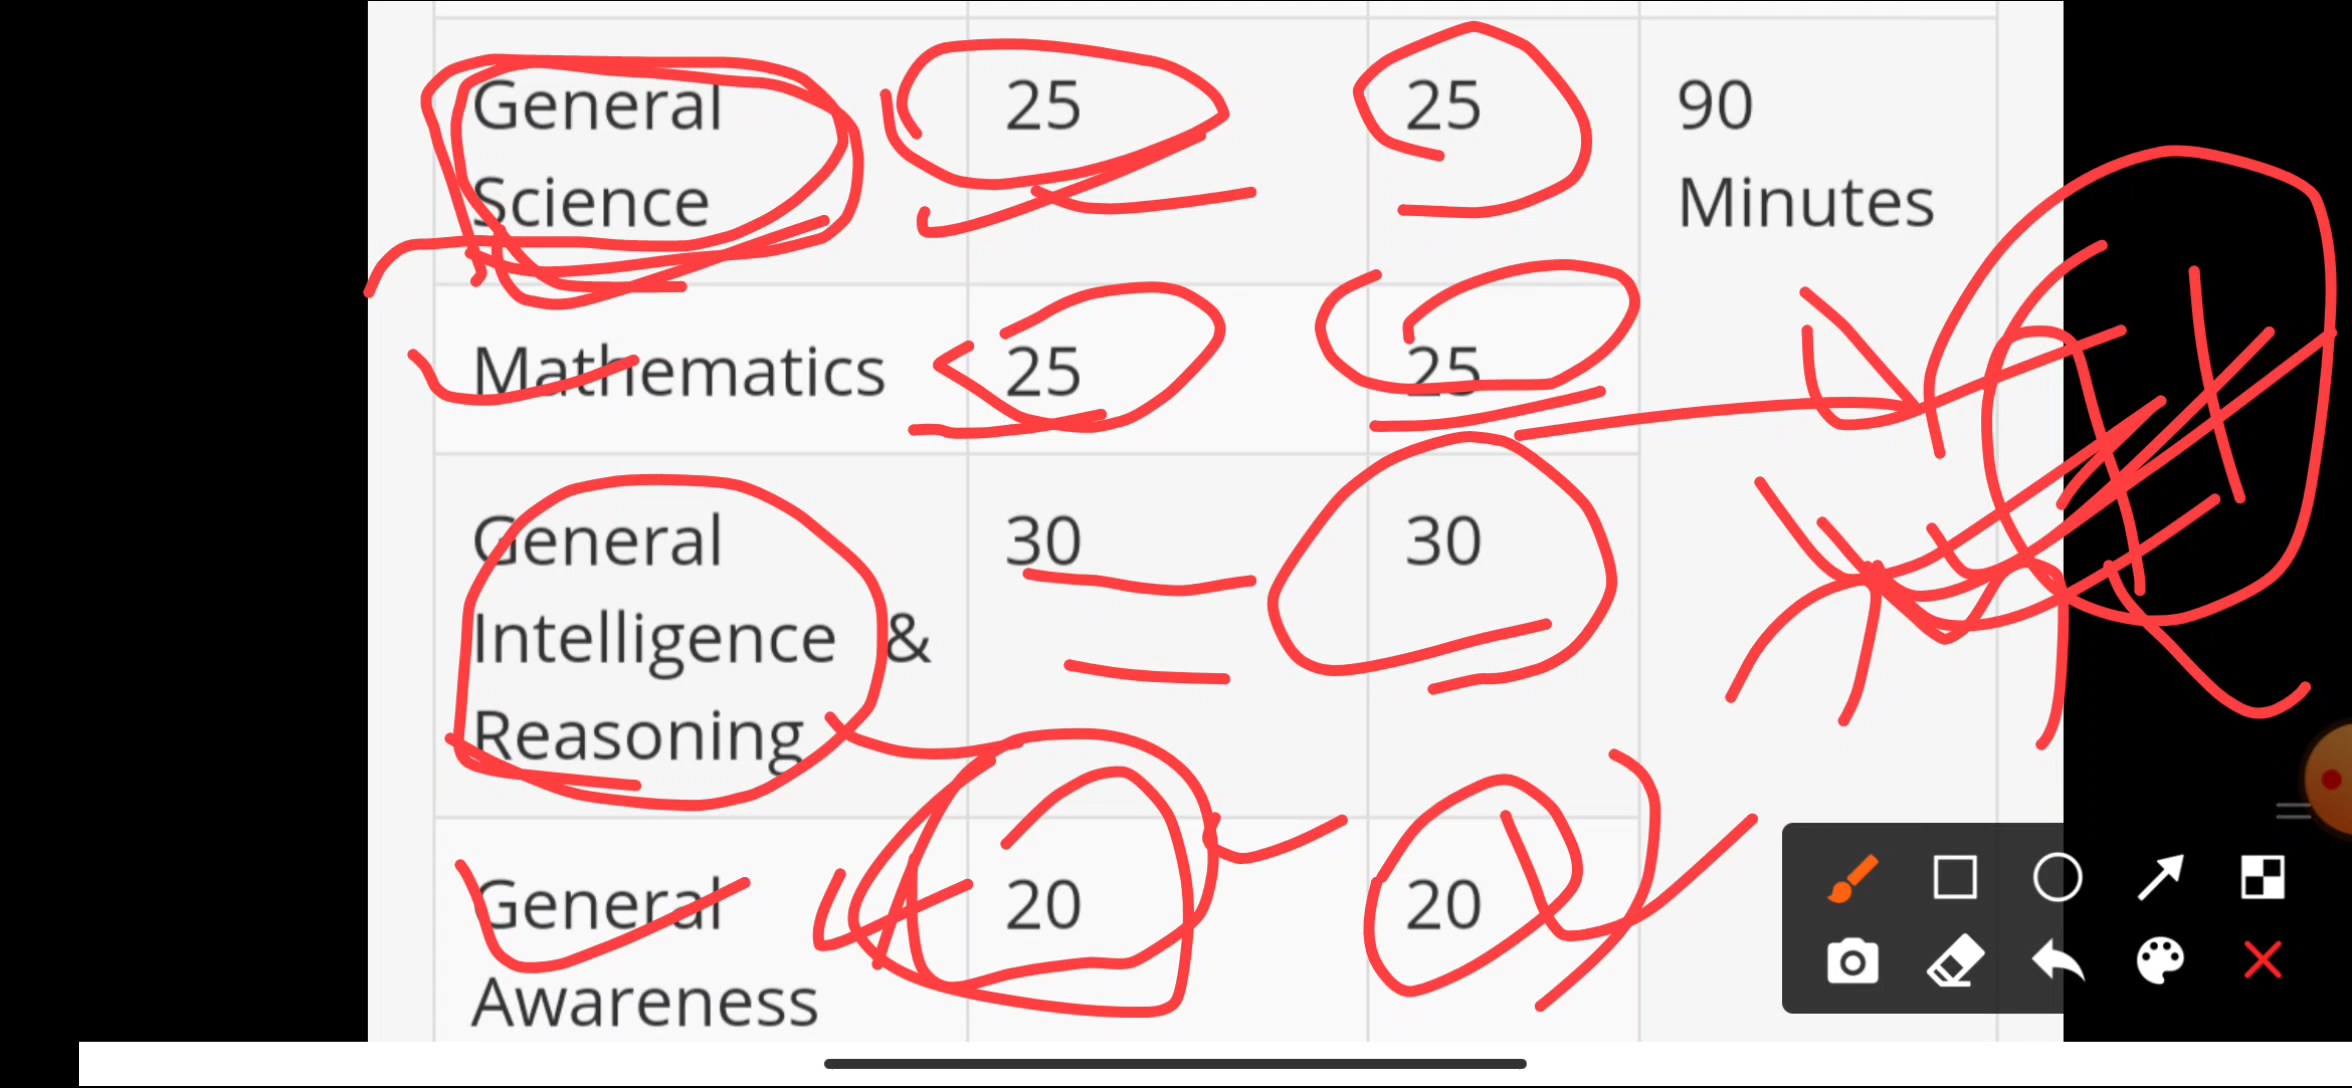 General 25 25 90
Science Minutes
Mathematics 25 25
General 30 30
Intelligence &
Reasoning
General 20 20
Awareness